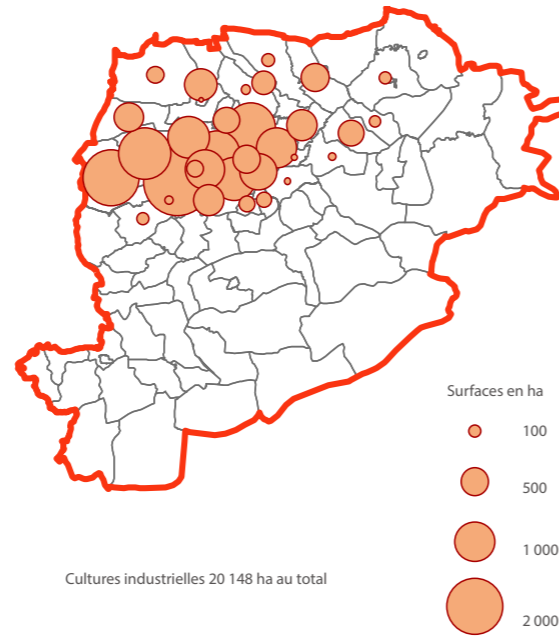 Surfaces en ha
100
500
1 000
2 000
Cultures industrielles 20 148 ha au total